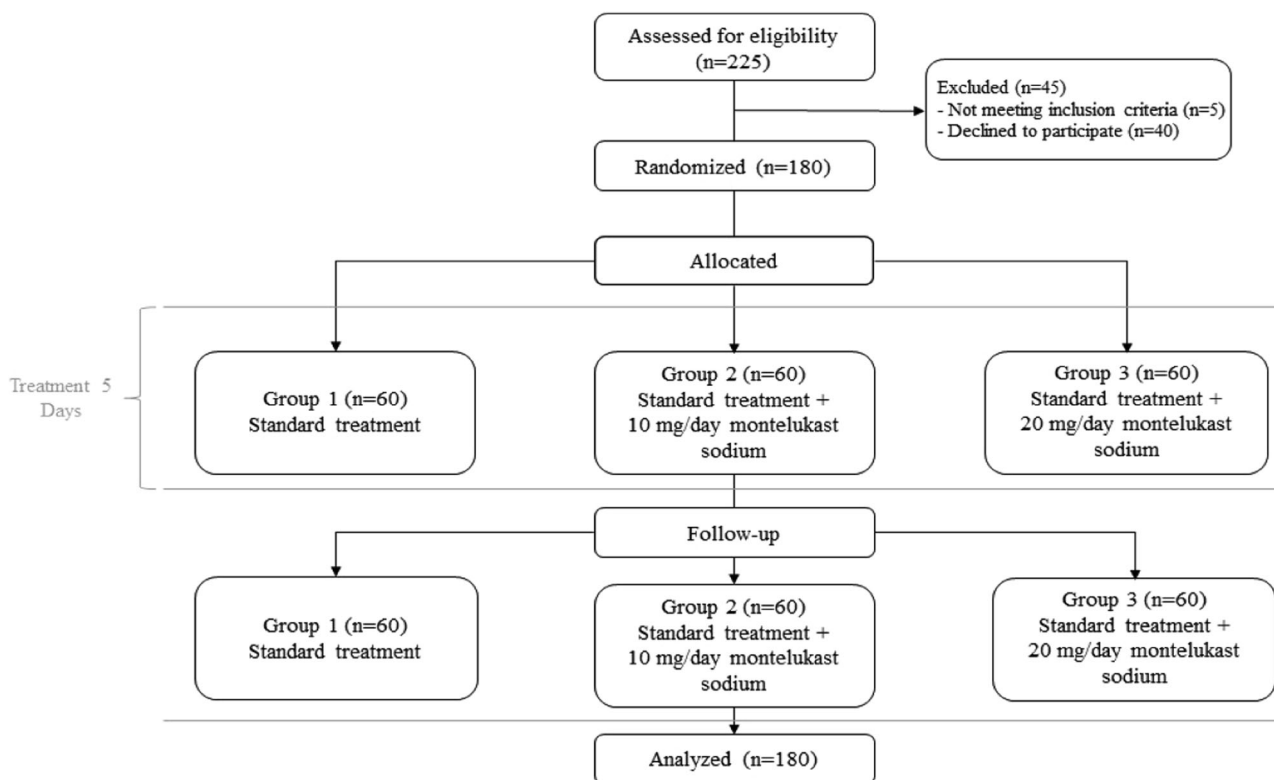 Assessed for eligibility
(n=225)
Excluded (n=45)
- Not meeting inclusion criteria (n=5)
- Declined to participate (n=40)
Randomized (n=180)
Allocated
Treatment 5
Days
Group 1 (n=60)
Standard treatment
Group 2 (n=60)
Standard treatment +
10 mg/day montelukast
sodium
Group 3 (n=60)
Standard treatment +
20 mg/day montelukast
sodium
Follow-up
Group 1 (n=60)
Standard treatment
Group 2 (n=60)
Standard treatment +
10 mg/day montelukast
sodium
Group 3 (n=60)
Standard treatment +
20 mg/day montelukast
sodium
Analyzed (n=180)